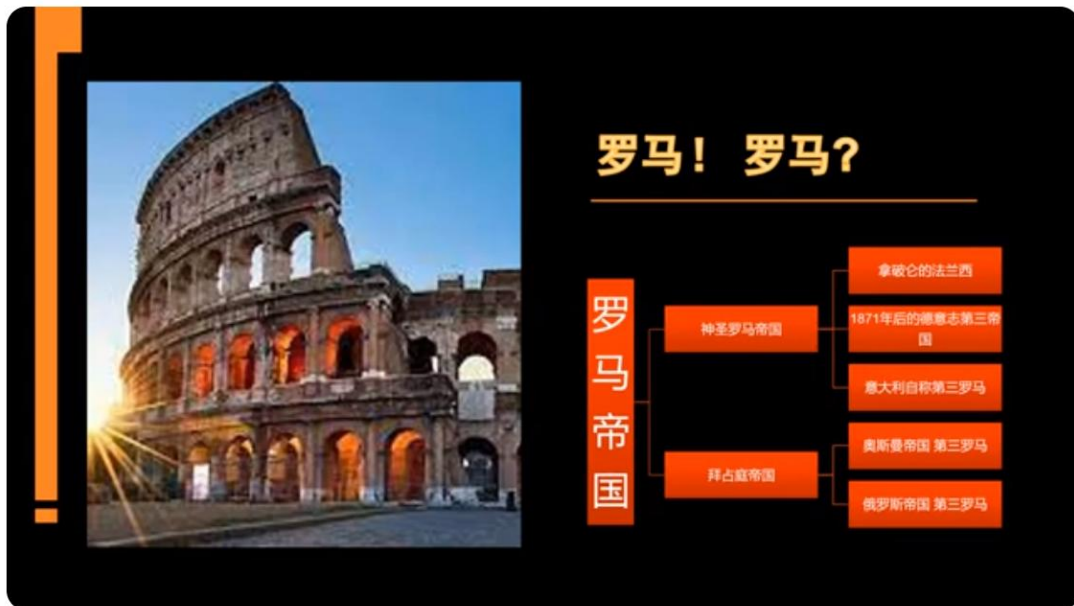 罗马！ 罗马？
罗马帝国
神圣罗马帝国
拿破仑的法兰西
1871年后的德意志第三帝
国
意大利自称第三罗马
拜占庭帝国
奥斯曼帝国 第三罗马
俄罗斯帝国 第三罗马